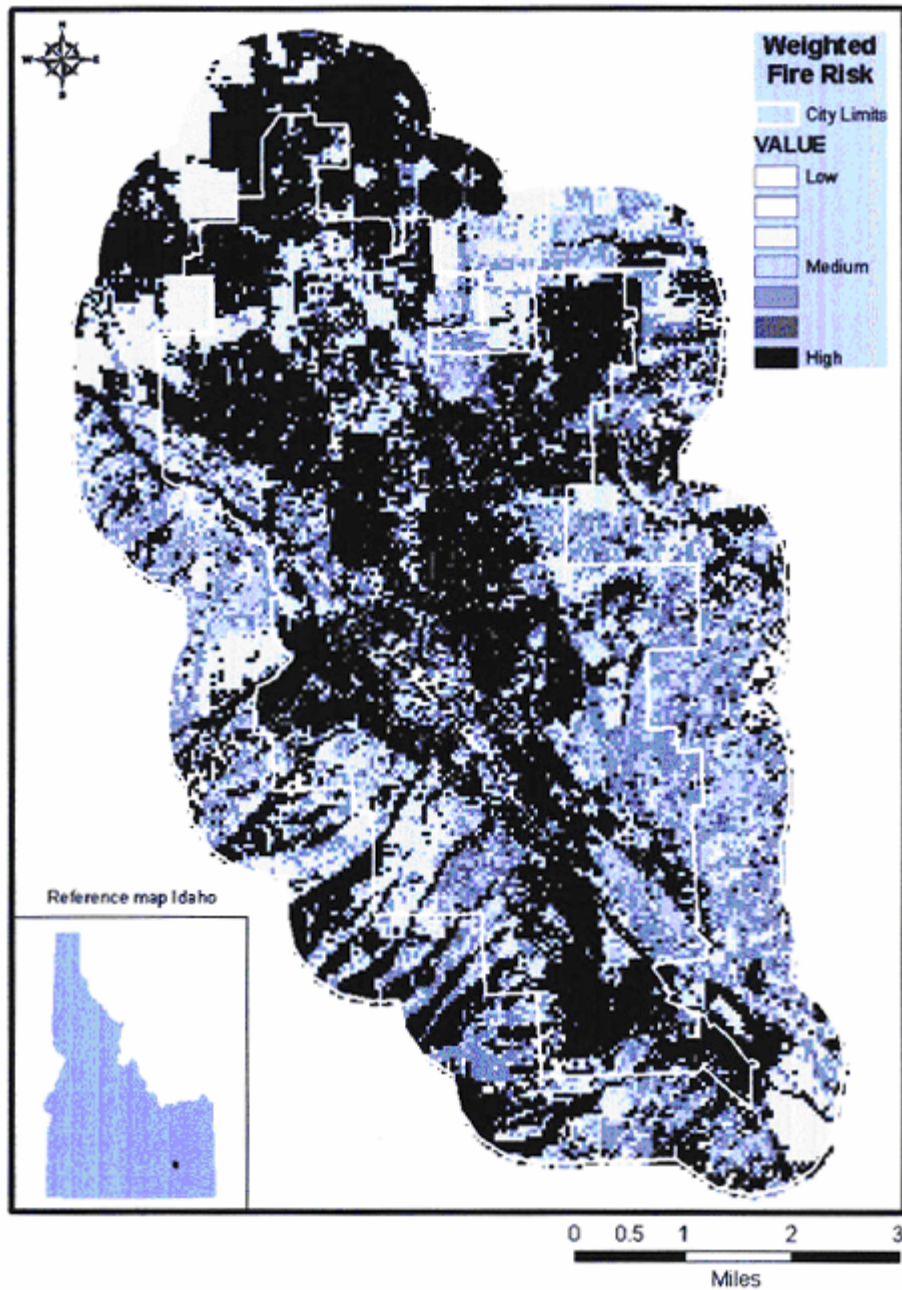 N
W E
S
Weighted
Fire Risk
City Limits
VALUE
Low
Medium
High
Reference map Idaho
0 0.5 1 2 3
Miles